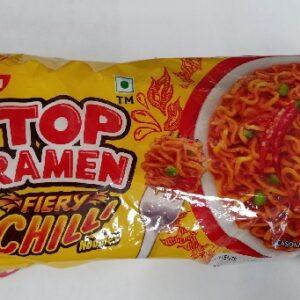 TOP
RAMEN
TM
FIERY
CHILLI
Noodles